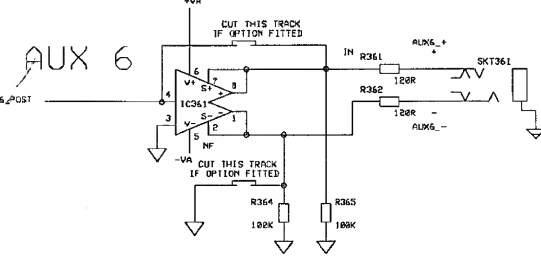 +VA
CUT THIS TRACK
IF OPTION FITTED
AUX 6
AUX6_+
IN
R361
SKT361
+
120R
6_POST
4
6
V+
S+
7
8
+
IC361
-
1
R362
3
V-
S-
2
5
NF
120R
-
AUX6_-
-VA
CUT THIS TRACK
IF OPTION FITTED
R364
R365
100K
100K